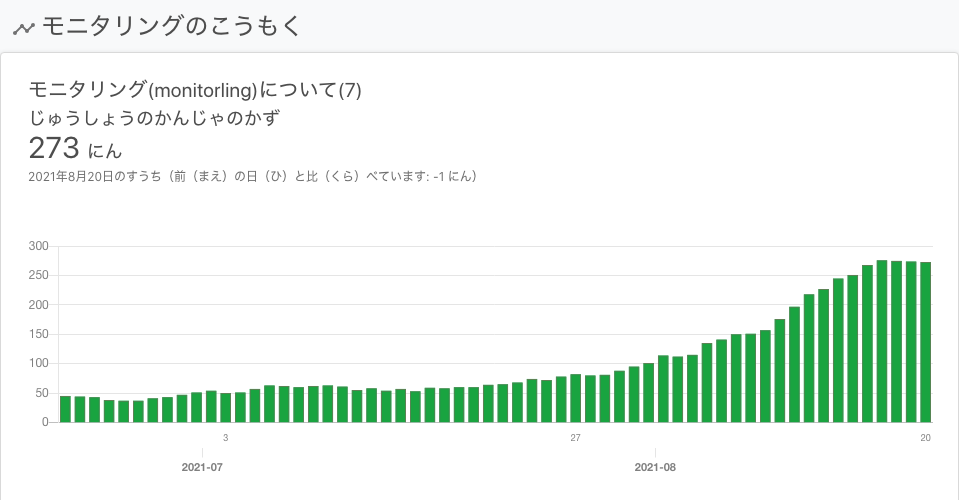 モニタリングのこうもく
モニタリング(monitorling)について(7)
じゅうしょうのかんじゃのかず
273 にん
2021年8月20日のすうち（前（まえ）の日（ひ）と比（くら）べています: -1 にん）
300
250
200
150
100
50
0
3 27 20
2021-07 2021-08